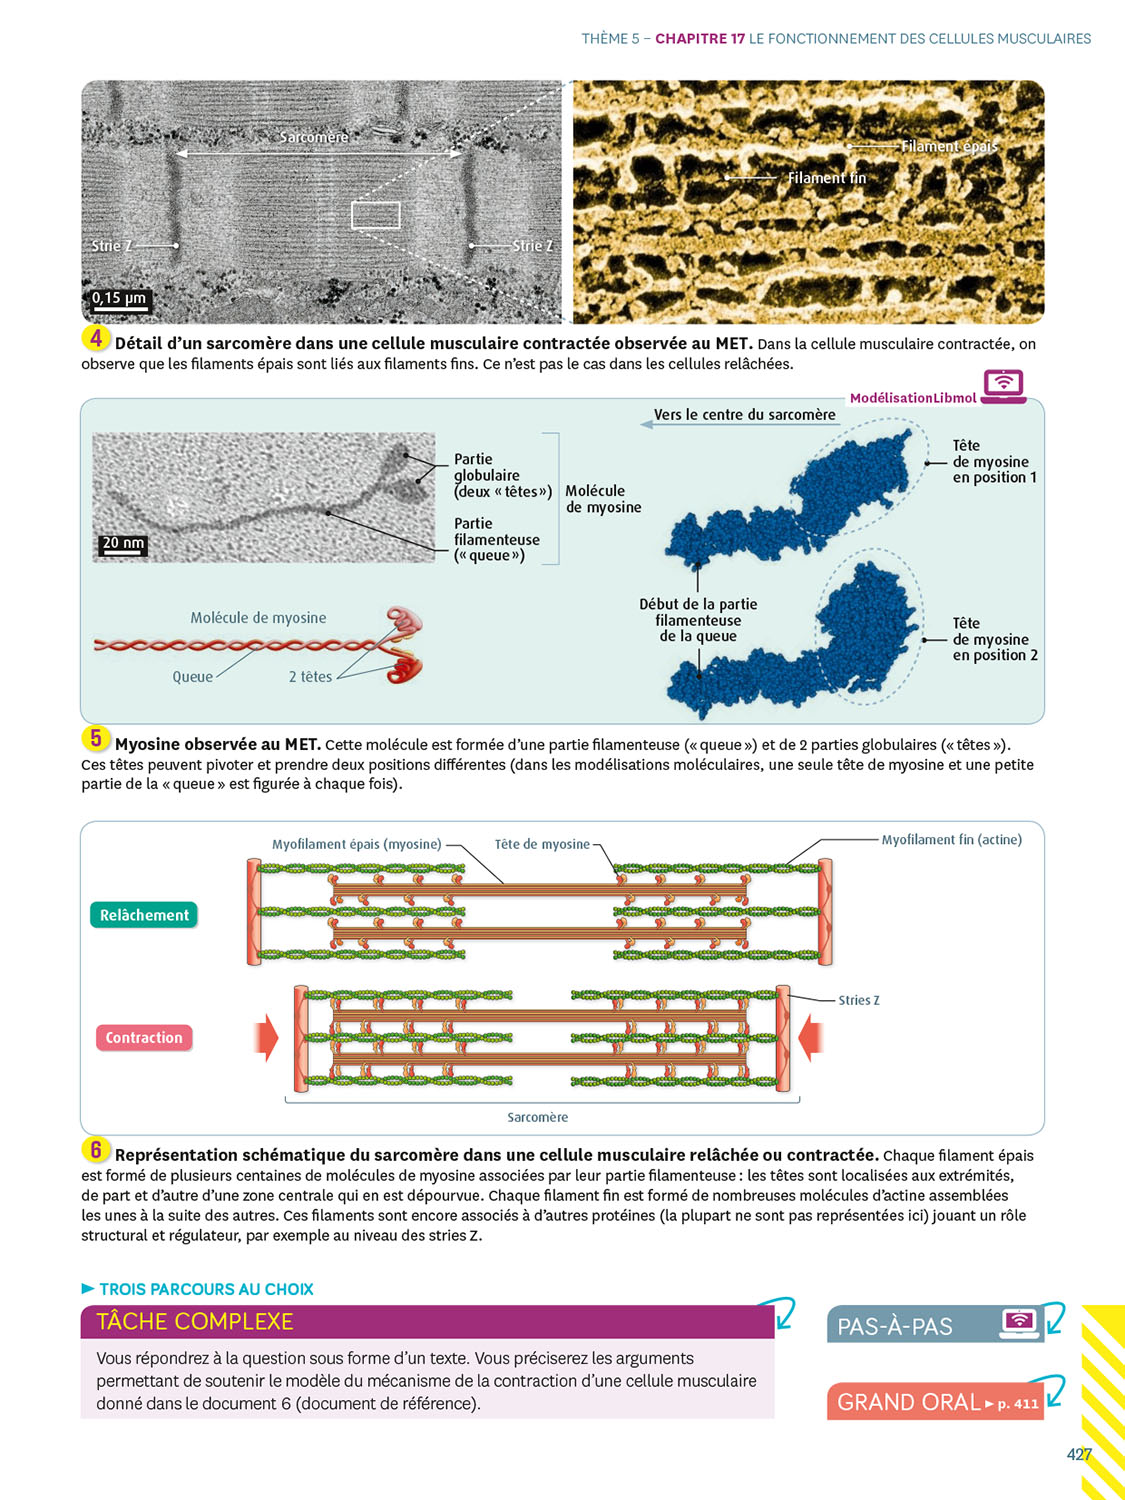 THÈME 5 – CHAPITRE 17 LE FONCTIONNEMENT DES CELLULES MUSCULAIRES
Sarcomère
Strie Z
Strie Z
0,15 µm
Filament épais
Filament fin
4 Détail d’un sarcomère dans une cellule musculaire contractée observée au MET. Dans la cellule musculaire contractée, on
observe que les filaments épais sont liés aux filaments fins. Ce n’est pas le cas dans les cellules relâchées.
ModélisationLibmol
Vers le centre du sarcomère
Partie
globulaire
(deux « têtes »)
Molécule
de myosine
Partie
filamenteuse
(« queue »)
20 nm
Tête
de myosine
en position 1
Début de la partie
filamenteuse
de la queue
Tête
de myosine
en position 2
Molécule de myosine
Queue
2 têtes
5 Myosine observée au MET. Cette molécule est formée d’une partie filamenteuse (« queue ») et de 2 parties globulaires (« têtes »).
Ces têtes peuvent pivoter et prendre deux positions différentes (dans les modélisations moléculaires, une seule tête de myosine et une petite
partie de la « queue » est figurée à chaque fois).
Myofilament épais (myosine)
Tête de myosine
Myofilament fin (actine)
Relâchement
Stries Z
Contraction
Sarcomère
6 Représentation schématique du sarcomère dans une cellule musculaire relâchée ou contractée. Chaque filament épais
est formé de plusieurs centaines de molécules de myosine associées par leur partie filamenteuse : les têtes sont localisées aux extrémités,
de part et d’autre d’une zone centrale qui en est dépourvue. Chaque filament fin est formé de nombreuses molécules d’actine assemblées
les unes à la suite des autres. Ces filaments sont encore associés à d’autres protéines (la plupart ne sont pas représentées ici) jouant un rôle
structural et régulateur, par exemple au niveau des stries Z.
► TROIS PARCOURS AU CHOIX
TÂCHE COMPLEXE
Vous répondrez à la question sous forme d’un texte. Vous préciserez les arguments
permettant de soutenir le modèle du mécanisme de la contraction d’une cellule musculaire
donné dans le document 6 (document de référence).
PAS-À-PAS
GRAND ORAL ► p. 411
427